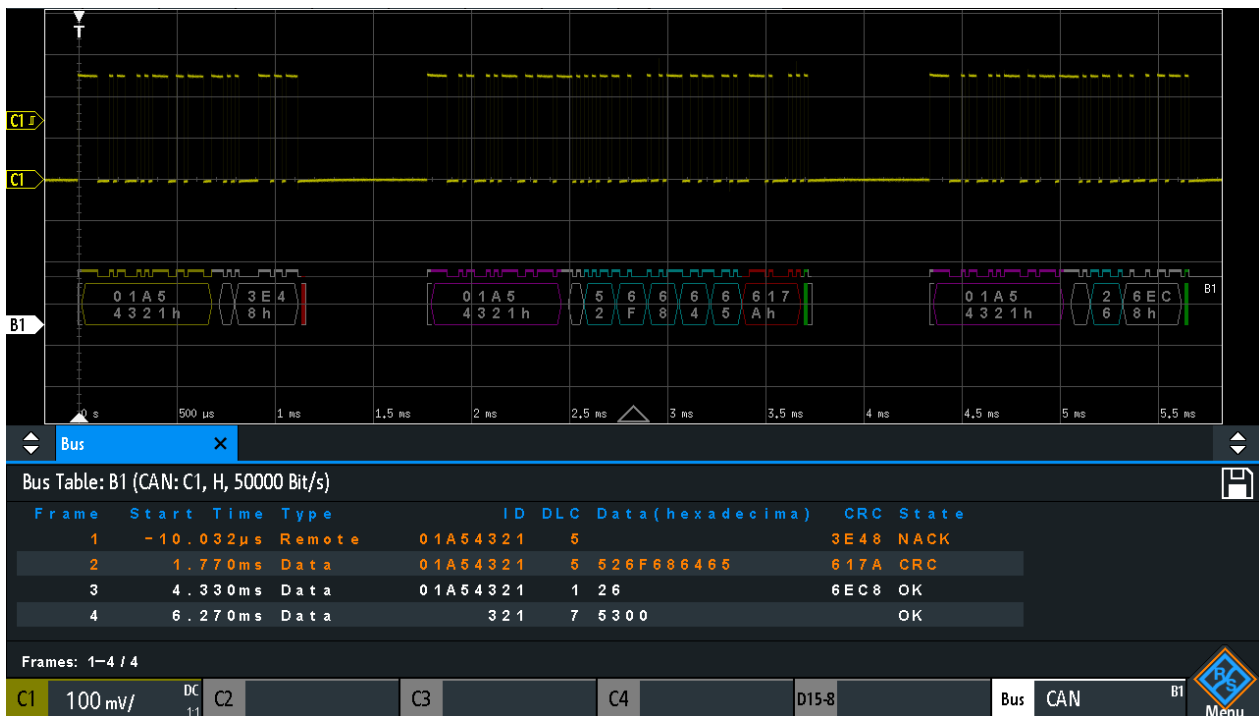 T
C1
C1
01A5 3E4 01A5 5 6 6 6 6 617 01A5 2 6EC B1
4321h 8h 4321h 2 F 8 4 5 Ah 4321h 6 8h
B1
0 s 500 µs 1 ms 1.5 ms 2 ms 2.5 ms 3 ms 3.5 ms 4 ms 4.5 ms 5 ms 5.5 ms
Bus
Bus Table: B1 (CAN: C1, H, 50000 Bit/s)
Frame Start Time Type ID DLC Data(hexadecima) CRC State
1 -10.032µs Remote 01A54321 5 3E48 NACK
2 1.770ms Data 01A54321 5 526F686465 617A CRC
3 4.330ms Data 01A54321 1 26 6EC8 OK
4 6.270ms Data 321 7 5300 OK
Frames: 1-4 / 4
C1 100 mV/ DC 1:1 C2 C3 C4 D15-8 Bus CAN B1 R&S Menu